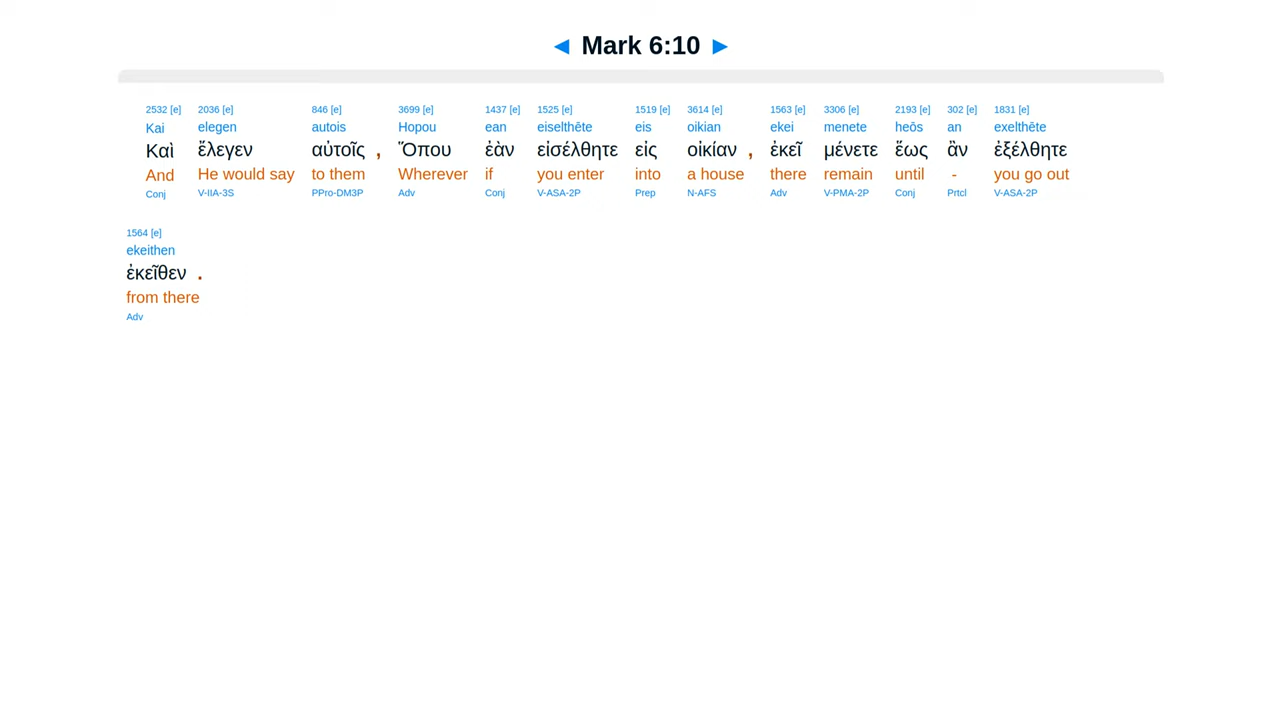 ◄ Mark 6:10 ►
2532 [e] 2036 [e] 846 [e] 3699 [e] 1437 [e] 1525 [e] 1519 [e] 3614 [e] 1563 [e] 3306 [e] 2193 [e] 302 [e] 1831 [e]
Kai elegen autois Hopou ean eiselthēte eis oikian ekei menete heōs an exelthēte
Καὶ ἔλεγεν αὐτοῖς , Ὅπου ἐὰν εἰσέλθητε εἰς οἰκίαν , ἐκεῖ μένετε ἕως ἂν ἐξέλθητε
And He would say to them Wherever if you enter into a house there remain until - you go out
Conj V-IIA-3S PPro-DM3P Adv Conj V-ASA-2P Prep N-AFS Adv V-PMA-2P Conj Prtcl V-ASA-2P
1564 [e]
ekeithen
ἐκεῖθεν .
from there
Adv